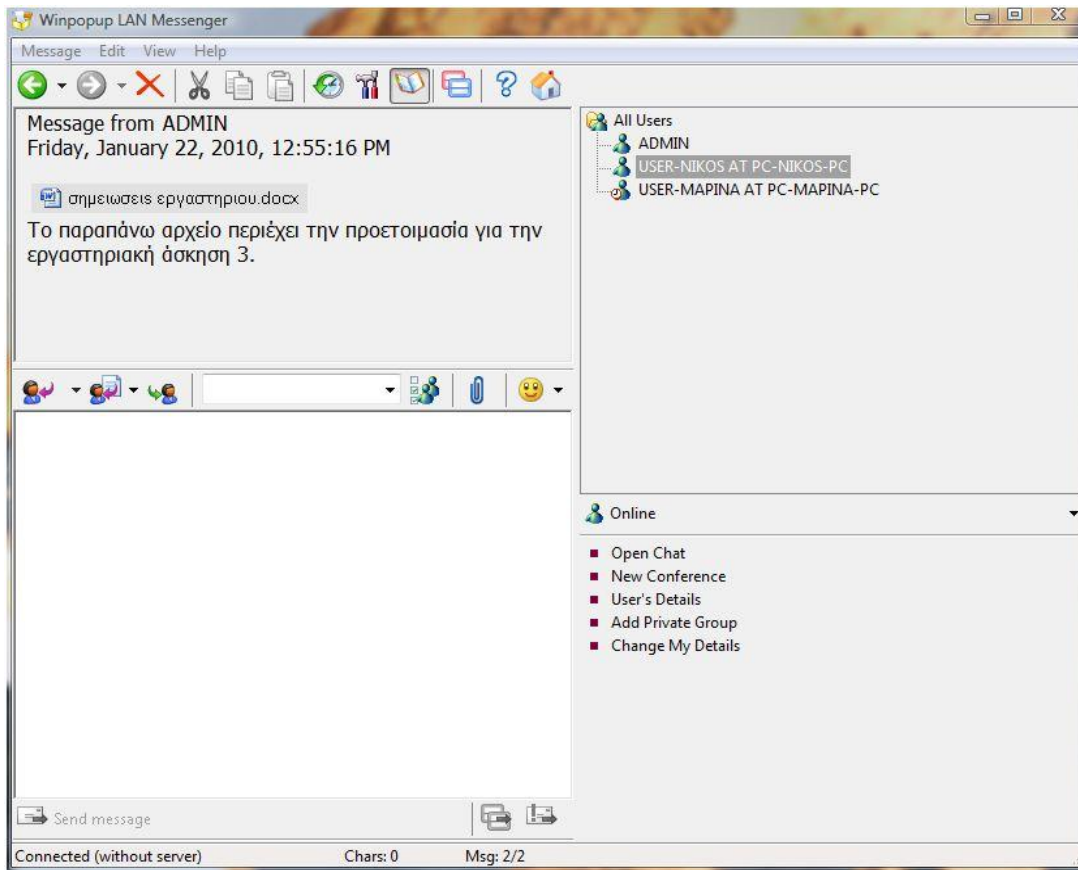 Winpopup LAN Messenger
Message Edit View Help
Message from ADMIN
Friday, January 22, 2010, 12:55:16 PM
σημειωσεις εργαστηριου.docx
Το παραπάνω αρχείο περιέχει την προετοιμασία για την
εργαστηριακή άσκηση 3.
All Users
ADMIN
USER-NIKOS AT PC-NIKOS-PC
USER-MAPINA AT PC-MAPINA-PC
Online
Open Chat
New Conference
User's Details
Add Private Group
Change My Details
Send message
Connected (without server) Chars: 0 Msg: 2/2